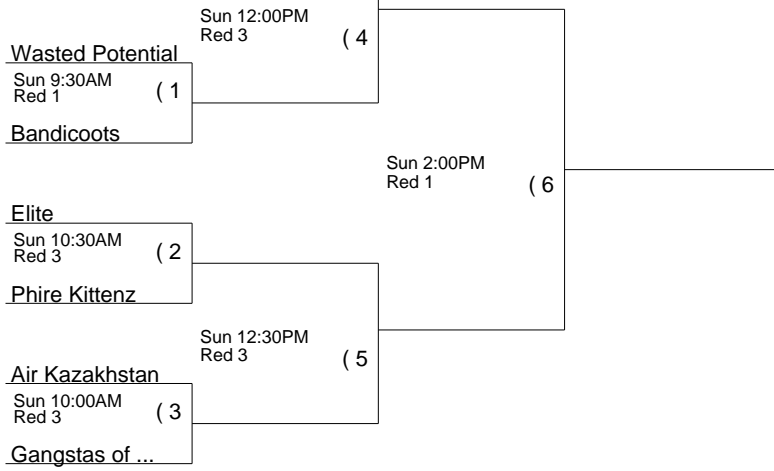 Sun 12:00PM
Red 3
( 4
Wasted Potential
Sun 9:30AM
Red 1
( 1
Bandicoots
Sun 2:00PM
Red 1
( 6
Elite
Sun 10:30AM
Red 3
( 2
Phire Kittenz
Sun 12:30PM
Red 3
( 5
Air Kazakhstan
Sun 10:00AM
Red 3
( 3
Gangstas of ...